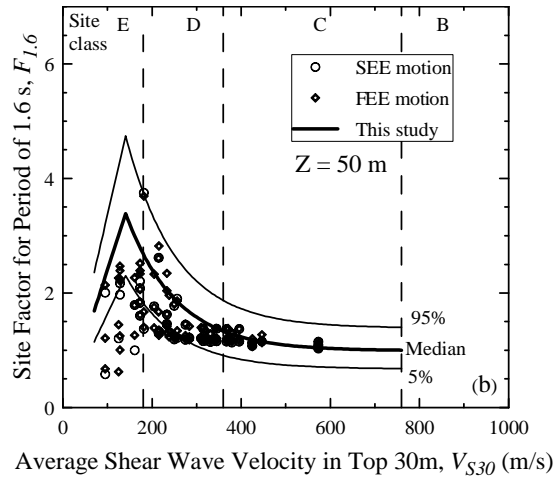 Site class E D C B
SEE motion
FEE motion
This study
Z = 50 m
95%
Median
5%
(b)
Site Factor for Period of 1.6 s, F1.6
6
4
2
0
0 200 400 600 800 1000
Average Shear Wave Velocity in Top 30m, VS30 (m/s)